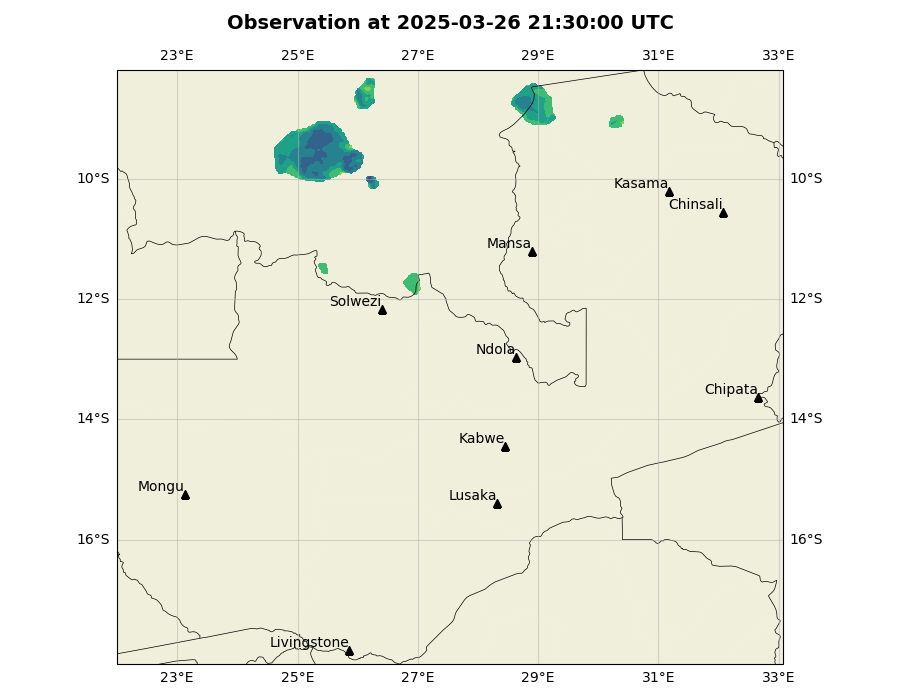 Observation at 2025-03-26 21:30:00 UTC
23°E 25°E 27°E 29°E 31°E 33°E
10°S 10°S
Kasama
Chinsali
Mansa
12°S 12°S
Solwezi
Ndola
Chipata
14°S 14°S
Kabwe
Mongu
Lusaka
16°S 16°S
Livingstone
23°E 25°E 27°E 29°E 31°E 33°E